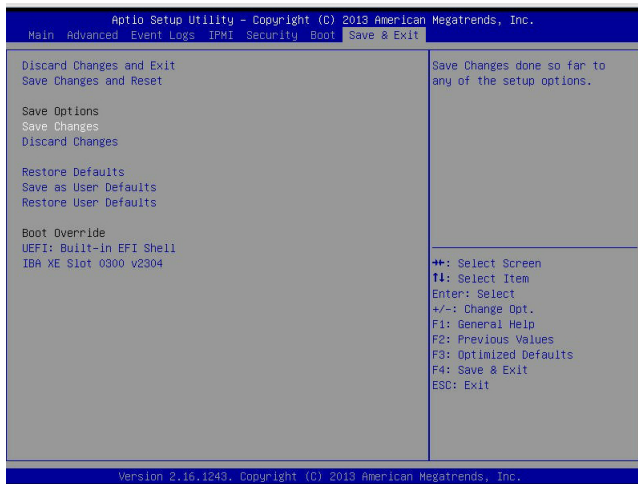 Aptio Setup Utility – Copyright (C) 2013 American Megatrends, Inc.
Main Advanced Event Logs IPMI Security Boot Save & Exit
Discard Changes and Exit
Save Changes and Reset
Save Options
Save Changes
Discard Changes
Restore Defaults
Save as User Defaults
Restore User Defaults
Boot Override
UEFI: Built-in EFI Shell
IBA XE Slot 0300 v2304
Save Changes done so far to
any of the setup options.
→←: Select Screen
↑↓: Select Item
Enter: Select
+/-: Change Opt.
F1: General Help
F2: Previous Values
F3: Optimized Defaults
F4: Save & Exit
ESC: Exit
Version 2.16.1243. Copyright (C) 2013 American Megatrends, Inc.